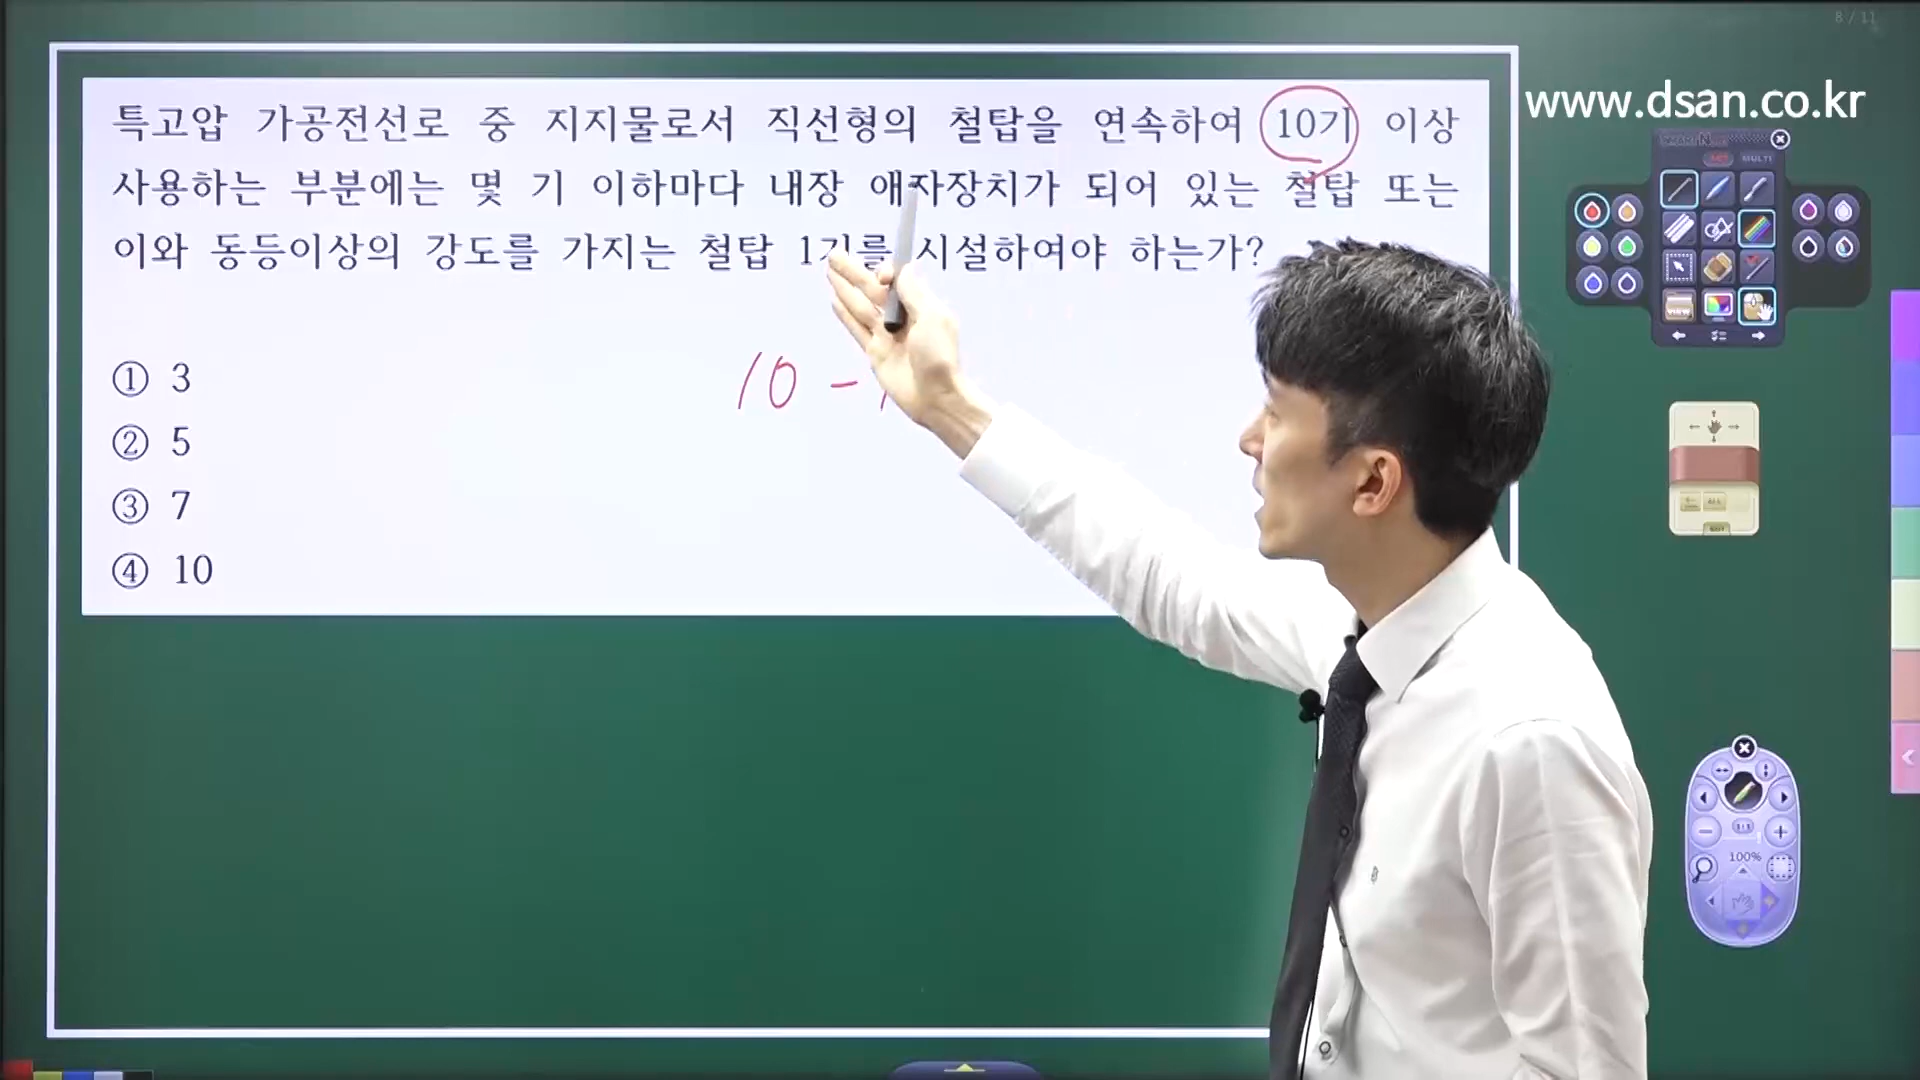 8 / 11
www.dsan.co.kr
특고압 가공전선로 중 지지물로서 직선형의 철탑을 연속하여 10기 이상
사용하는 부분에는 몇 기 이하마다 내장 애자장치가 되어 있는 철탑 또는
이와 동등이상의 강도를 가지는 철탑 1기를 시설하여야 하는가?
① 3
② 5
③ 7
④ 10
10 -
MULTI
100%